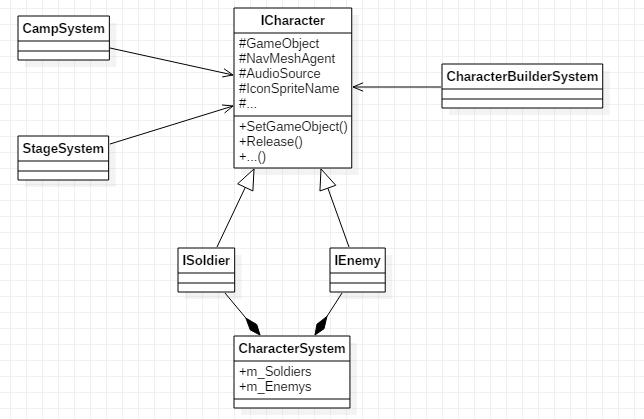 CampSystem
StageSystem
ICharacter
#GameObject
#NavMeshAgent
#AudioSource
#IconSpriteName
#...
+SetGameObject()
+Release()
+...()
CharacterBuilderSystem
ISoldier
IEnemy
CharacterSystem
+m_Soldiers
+m_Enemys